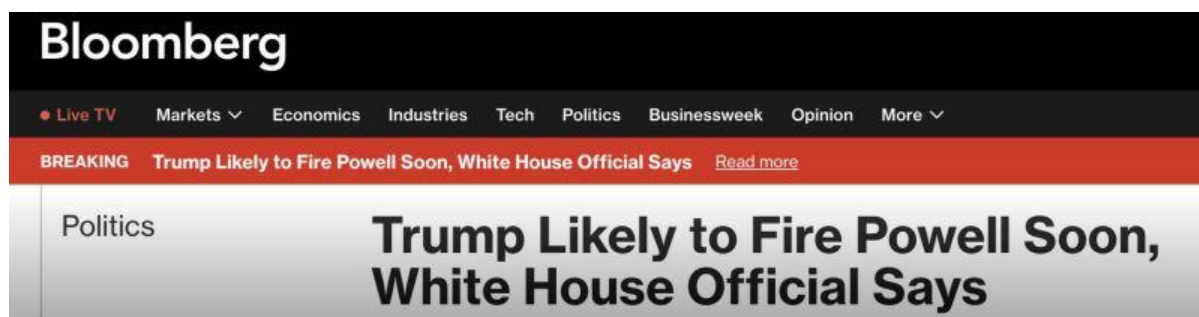 Bloomberg
Live TV Markets Economics Industries Tech Politics Businessweek Opinion More
BREAKING Trump Likely to Fire Powell Soon, White House Official Says Read more
Politics
Trump Likely to Fire Powell Soon,
White House Official Says